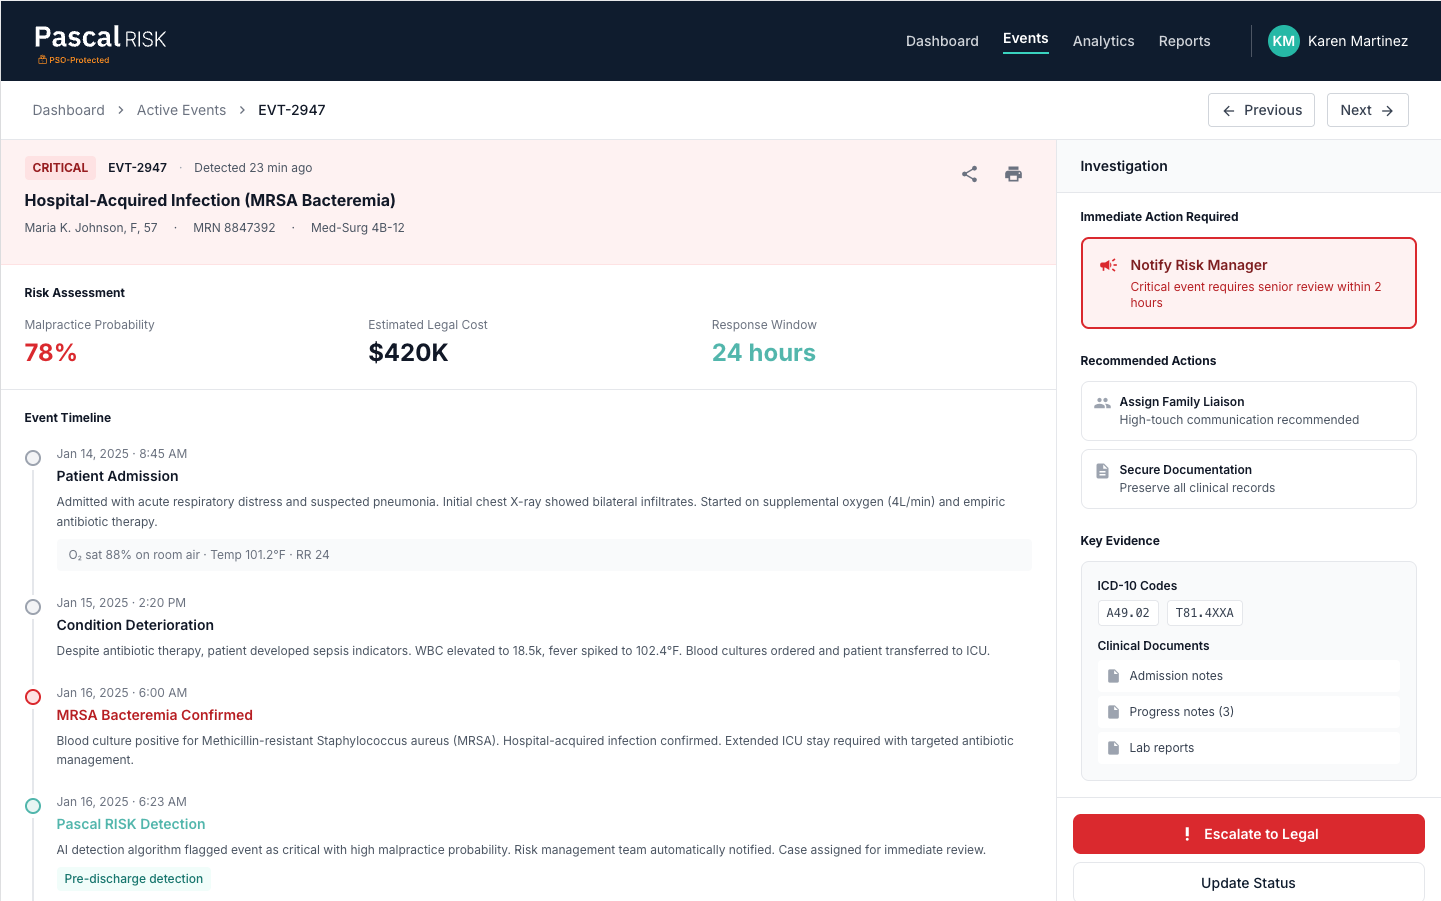 Pascal RISK
PSO-Protected
Dashboard
Events
Analytics
Reports
KM
Karen Martinez
Dashboard > Active Events > EVT-2947
← Previous
Next →
CRITICAL EVT-2947 · Detected 23 min ago
Hospital-Acquired Infection (MRSA Bacteremia)
Maria K. Johnson, F, 57 · MRN 8847392 · Med-Surg 4B-12
Risk Assessment
Malpractice Probability
78%
Estimated Legal Cost
$420K
Response Window
24 hours
Event Timeline
Jan 14, 2025 · 8:45 AM
Patient Admission
Admitted with acute respiratory distress and suspected pneumonia. Initial chest X-ray showed bilateral infiltrates. Started on supplemental oxygen (4L/min) and empiric
antibiotic therapy.
O₂ sat 88% on room air · Temp 101.2°F · RR 24
Jan 15, 2025 · 2:20 PM
Condition Deterioration
Despite antibiotic therapy, patient developed sepsis indicators. WBC elevated to 18.5k, fever spiked to 102.4°F. Blood cultures ordered and patient transferred to ICU.
Jan 16, 2025 · 6:00 AM
MRSA Bacteremia Confirmed
Blood culture positive for Methicillin-resistant Staphylococcus aureus (MRSA). Hospital-acquired infection confirmed. Extended ICU stay required with targeted antibiotic
management.
Jan 16, 2025 · 6:23 AM
Pascal RISK Detection
AI detection algorithm flagged event as critical with high malpractice probability. Risk management team automatically notified. Case assigned for immediate review.
Pre-discharge detection
Investigation
Immediate Action Required
Notify Risk Manager
Critical event requires senior review within 2
hours
Recommended Actions
Assign Family Liaison
High-touch communication recommended
Secure Documentation
Preserve all clinical records
Key Evidence
ICD-10 Codes
A49.02
T81.4XXA
Clinical Documents
Admission notes
Progress notes (3)
Lab reports
! Escalate to Legal
Update Status